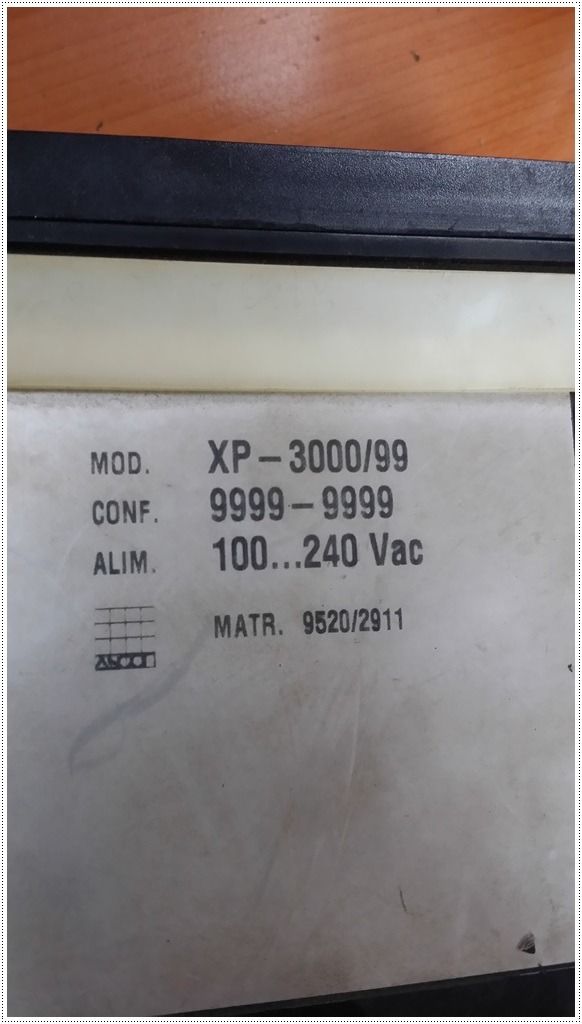 MOD. XP-3000/99
CONF. 9999-9999
ALIM. 100...240 Vac
MATR. 9520/2911
ASCON